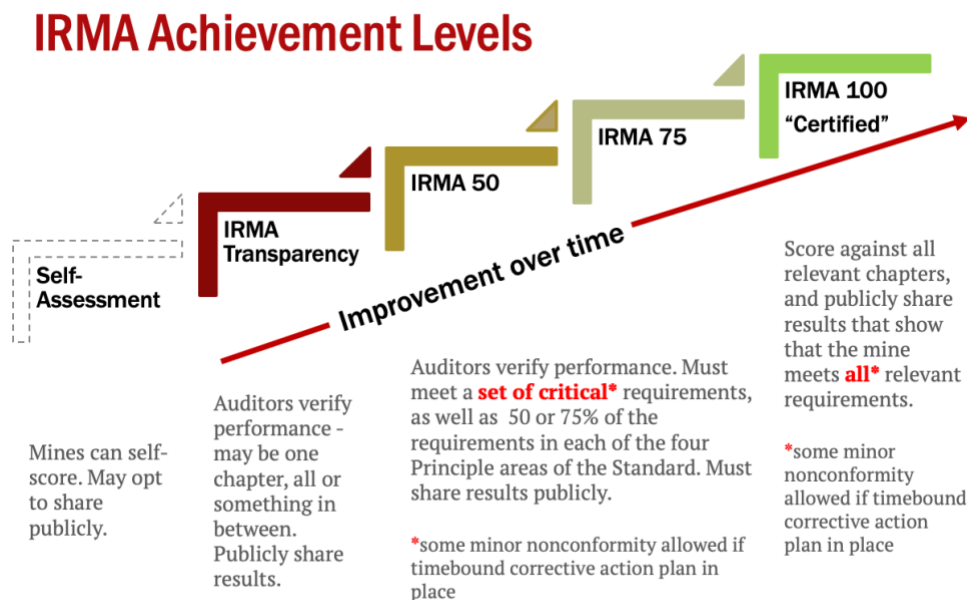 IRMA Achievement Levels
IRMA 100
“Certified”
IRMA 75
IRMA 50
IRMA
Transparency
Self-
Assessment
Improvement over time
Mines can self-
score. May opt
to share
publicly.
Auditors verify
performance -
may be one
chapter, all or
something in
between.
Publicly share
results.
Auditors verify performance. Must
meet a set of critical* requirements,
as well as 50 or 75% of the
requirements in each of the four
Principle areas of the Standard. Must
share results publicly.
*some minor nonconformity allowed if
timebound corrective action plan in
place
Score against all
relevant chapters,
and publicly share
results that show
that the mine
meets all* relevant
requirements.
*some minor
nonconformity
allowed if timebound
corrective action
plan in place